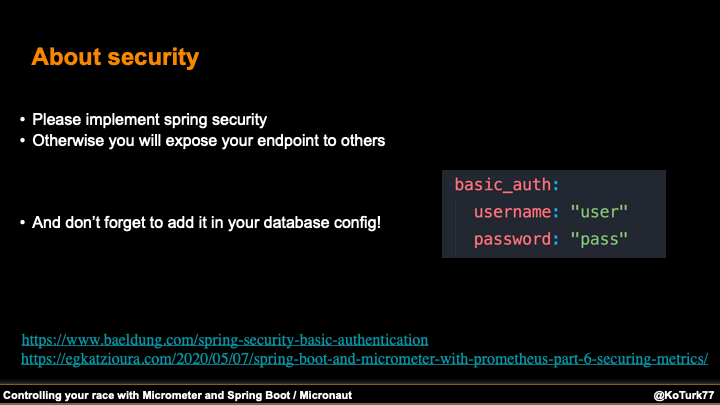 About security
• Please implement spring security
• Otherwise you will expose your endpoint to others
• And don’t forget to add it in your database config!
basic_auth:
username: "user"
password: "pass"
https://www.baeldung.com/spring-security-basic-authentication
https://egkatzioura.com/2020/05/07/spring-boot-and-micrometer-with-prometheus-part-6-securing-metrics/
Controlling your race with Micrometer and Spring Boot / Micronaut
@KoTurk77